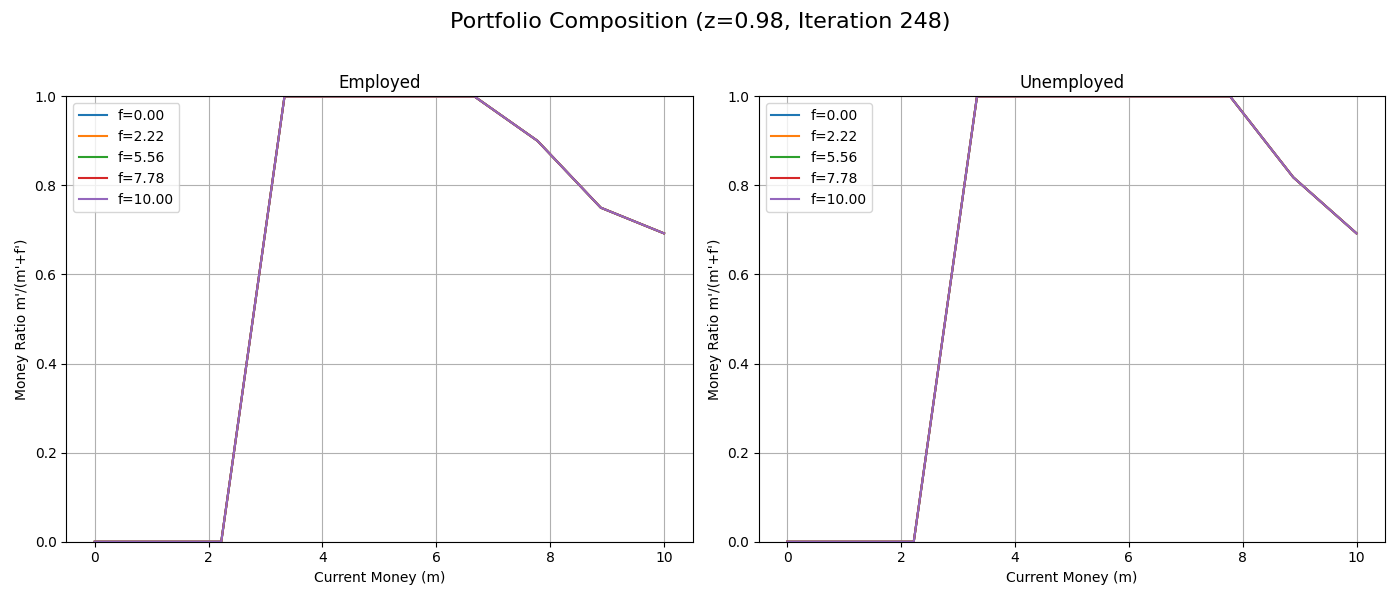 Portfolio Composition (z=0.98, Iteration 248)
Employed
Money Ratio m'/(m'+f')
1.0
0.8
0.6
0.4
0.2
0.0
f=0.00
f=2.22
f=5.56
f=7.78
f=10.00
0 2 4 6 8 10
Current Money (m)
Unemployed
Money Ratio m'/(m'+f')
1.0
0.8
0.6
0.4
0.2
0.0
f=0.00
f=2.22
f=5.56
f=7.78
f=10.00
0 2 4 6 8 10
Current Money (m)